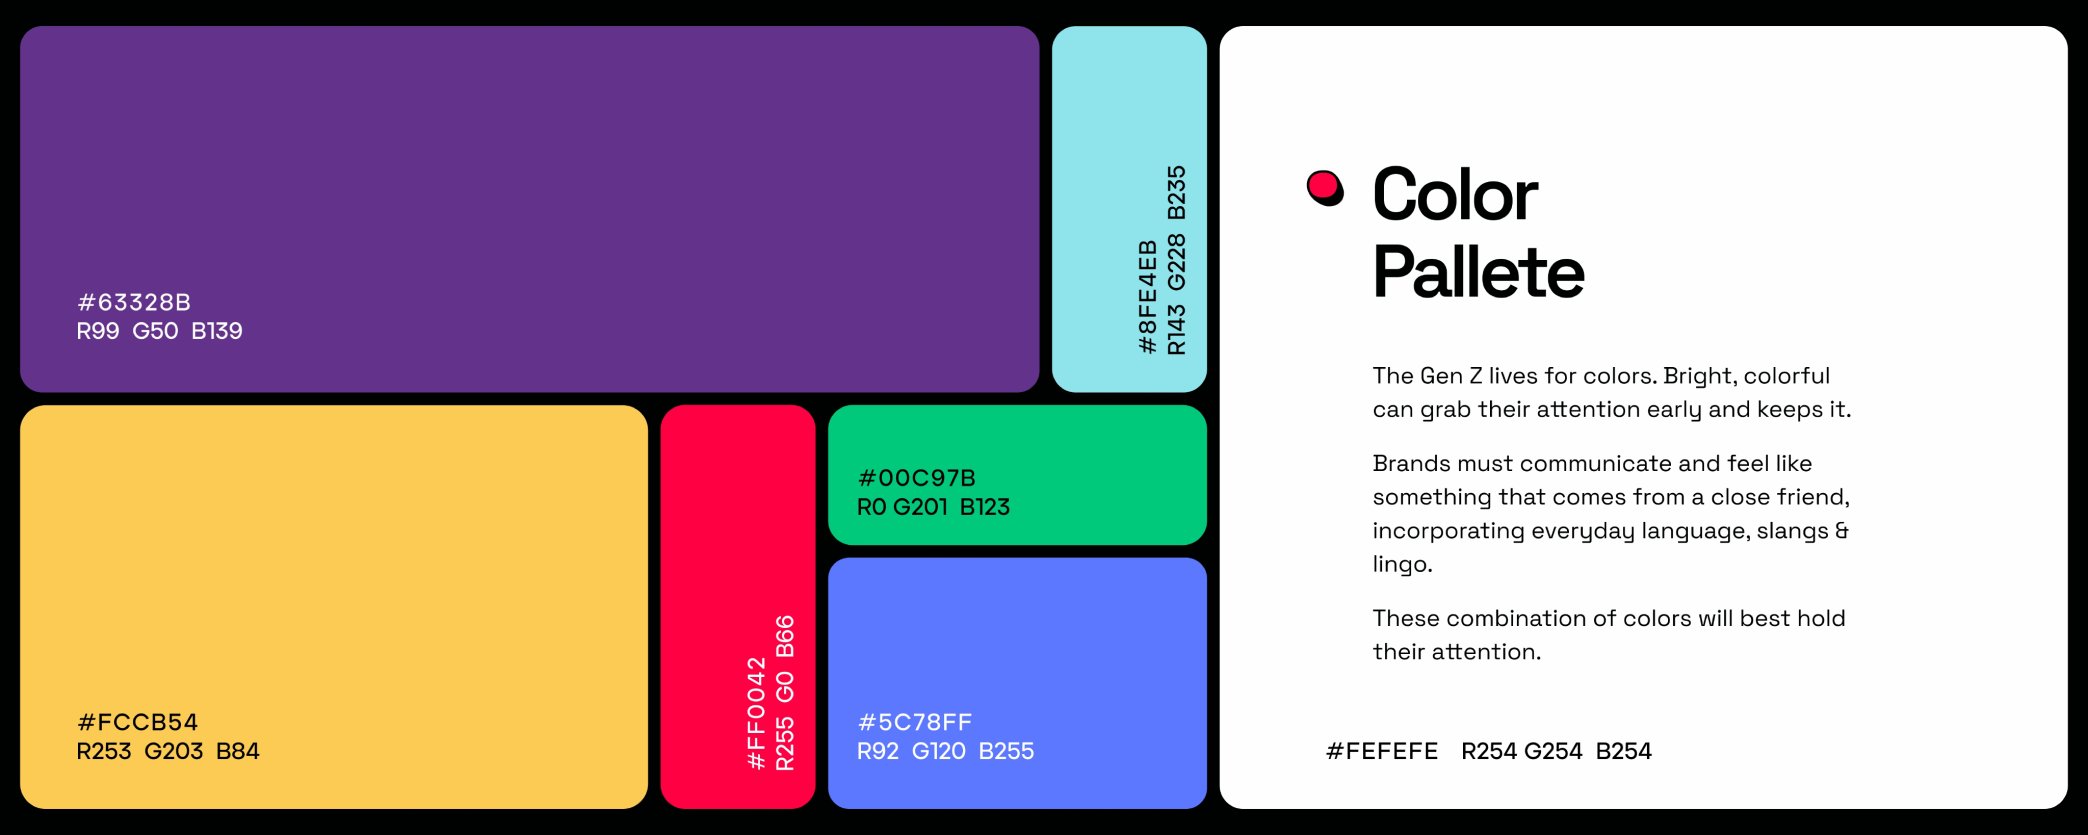 #63328B
R99 G50 B139
#8FE4EB
R143 G228 B235
#FCCB54
R253 G203 B84
#FF0042
R255 G0 B66
#00C97B
R0 G201 B123
#5C78FF
R92 G120 B255
Color
Pallete
The Gen Z lives for colors. Bright, colorful
can grab their attention early and keeps it.
Brands must communicate and feel like
something that comes from a close friend,
incorporating everyday language, slangs &
lingo.
These combination of colors will best hold
their attention.
#FEFEFE R254 G254 B254